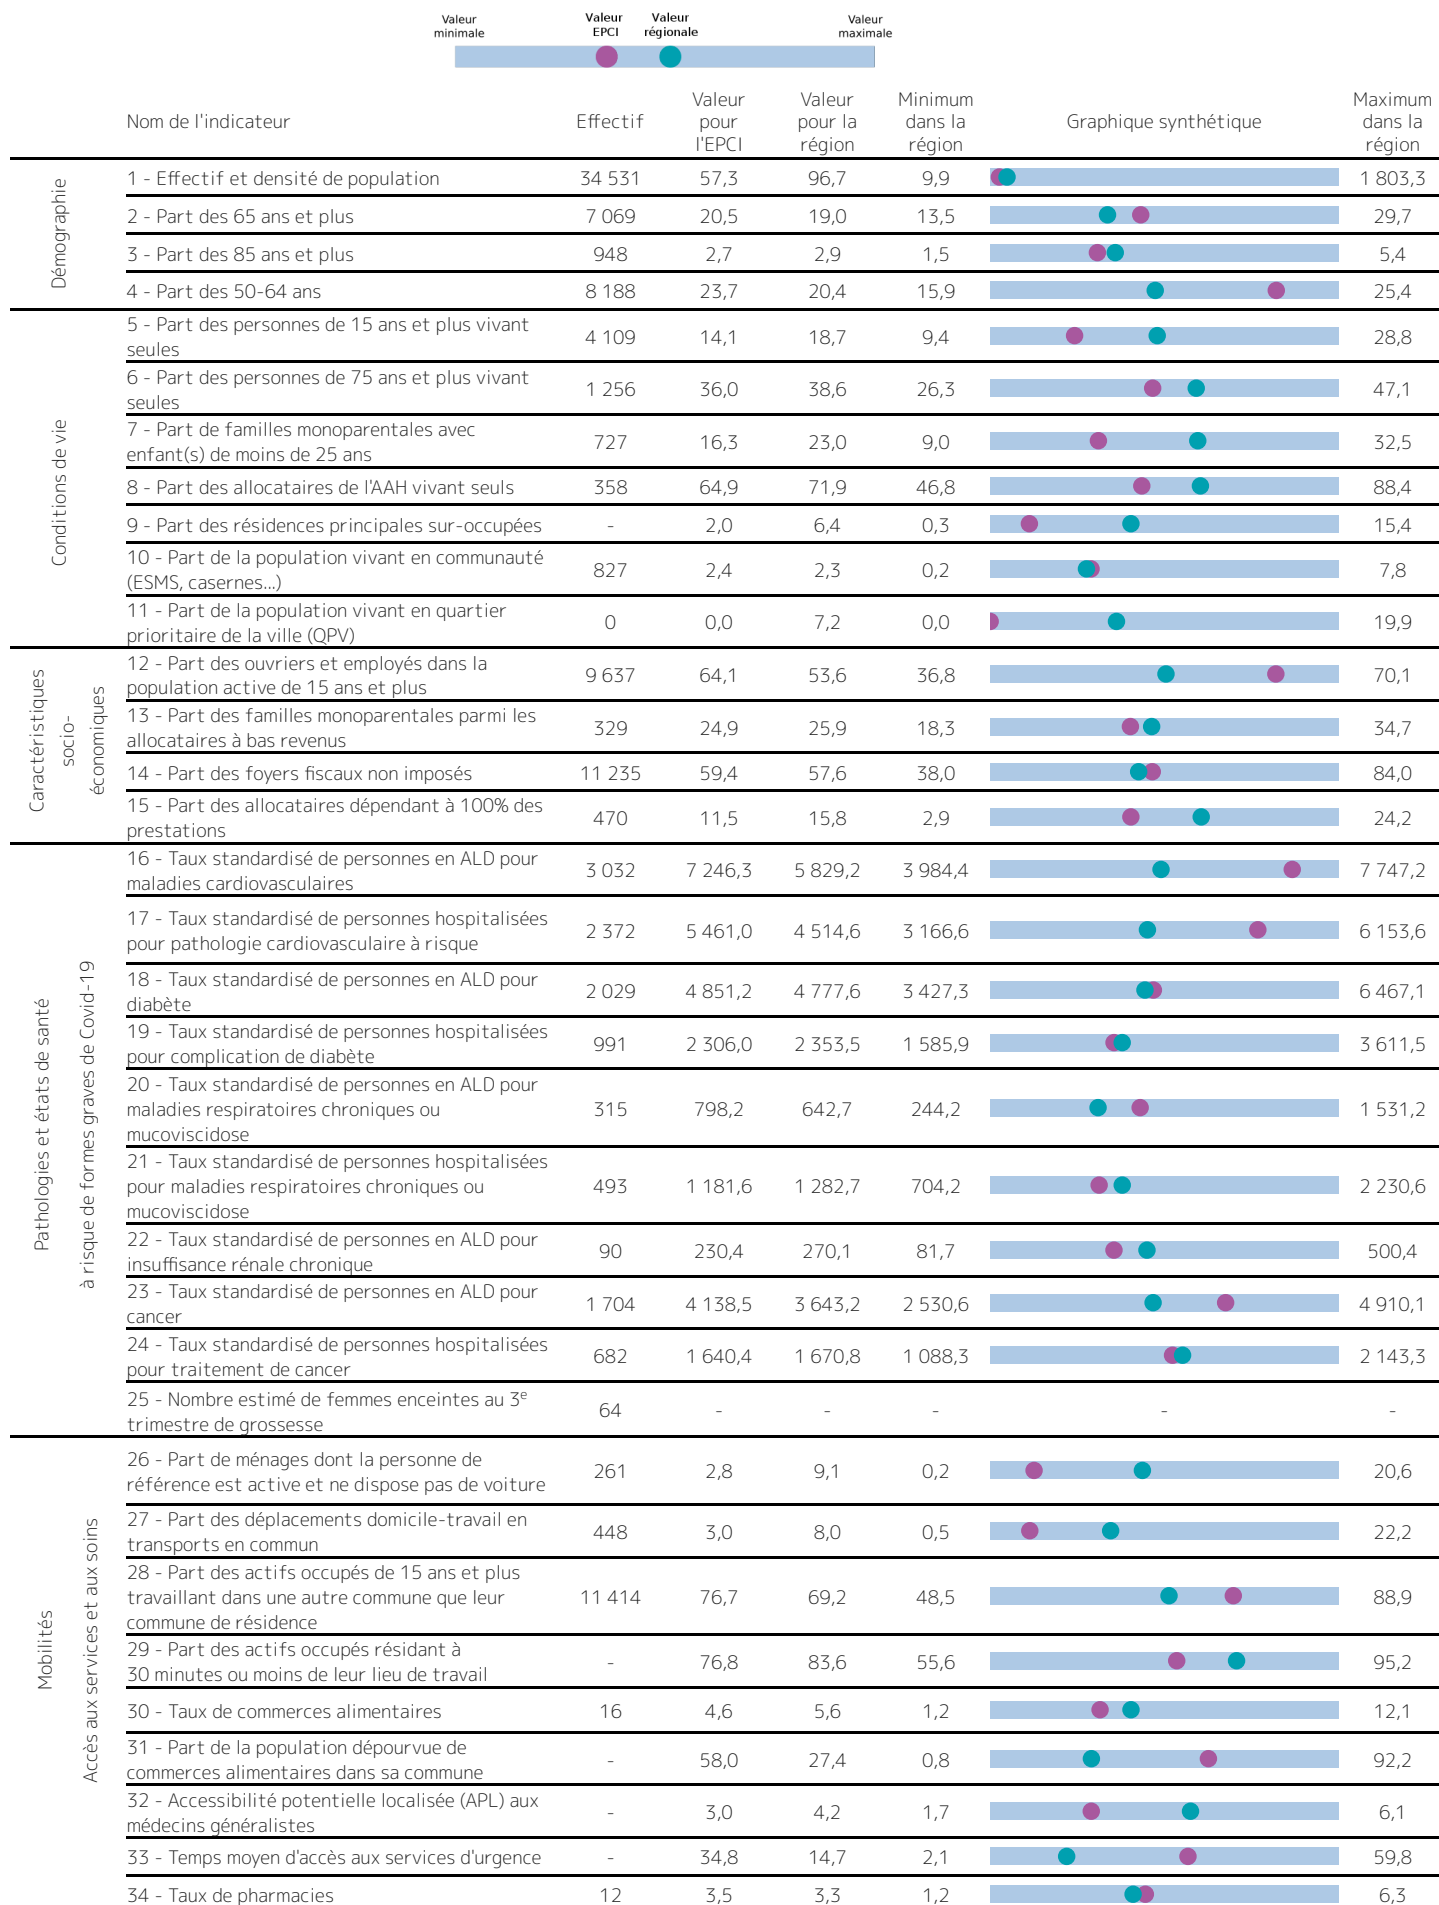 Valeur minimale
Valeur EPCI
Valeur régionale
Valeur maximale
Nom de l'indicateur Effectif Valeur pour l'EPCI Valeur pour la région Minimum dans la région Graphique synthétique Maximum dans la région
Démographie
1 - Effectif et densité de population 34 531 57,3 96,7 9,9 1 803,3
2 - Part des 65 ans et plus 7 069 20,5 19,0 13,5 29,7
3 - Part des 85 ans et plus 948 2,7 2,9 1,5 5,4
4 - Part des 50-64 ans 8 188 23,7 20,4 15,9 25,4
Conditions de vie
5 - Part des personnes de 15 ans et plus vivant
seules 4 109 14,1 18,7 9,4 28,8
6 - Part des personnes de 75 ans et plus vivant
seules 1 256 36,0 38,6 26,3 47,1
7 - Part de familles monoparentales avec
enfant(s) de moins de 25 ans 727 16,3 23,0 9,0 32,5
8 - Part des allocataires de l'AAH vivant seuls 358 64,9 71,9 46,8 88,4
9 - Part des résidences principales sur-occupées - 2,0 6,4 0,3 15,4
10 - Part de la population vivant en communauté
(ESMS, casernes...) 827 2,4 2,3 0,2 7,8
11 - Part de la population vivant en quartier
prioritaire de la ville (QPV) 0 0,0 7,2 0,0 19,9
Caractéristiques
socio-
économiques
12 - Part des ouvriers et employés dans la
population active de 15 ans et plus 9 637 64,1 53,6 36,8 70,1
13 - Part des familles monoparentales parmi les
allocataires à bas revenus 329 24,9 25,9 18,3 34,7
14 - Part des foyers fiscaux non imposés 11 235 59,4 57,6 38,0 84,0
15 - Part des allocataires dépendant à 100% des
prestations 470 11,5 15,8 2,9 24,2
Pathologies et états de santé
à risque de formes graves de Covid-19
16 - Taux standardisé de personnes en ALD pour
maladies cardiovasculaires 3 032 7 246,3 5 829,2 3 984,4 7 747,2
17 - Taux standardisé de personnes hospitalisées
pour pathologie cardiovasculaire à risque 2 372 5 461,0 4 514,6 3 166,6 6 153,6
18 - Taux standardisé de personnes en ALD pour
diabète 2 029 4 851,2 4 777,6 3 427,3 6 467,1
19 - Taux standardisé de personnes hospitalisées
pour complication de diabète 991 2 306,0 2 353,5 1 585,9 3 611,5
20 - Taux standardisé de personnes en ALD pour
maladies respiratoires chroniques ou
mucoviscidose 315 798,2 642,7 244,2 1 531,2
21 - Taux standardisé de personnes hospitalisées
pour maladies respiratoires chroniques ou
mucoviscidose 493 1 181,6 1 282,7 704,2 2 230,6
22 - Taux standardisé de personnes en ALD pour
insuffisance rénale chronique 90 230,4 270,1 81,7 500,4
23 - Taux standardisé de personnes en ALD pour
cancer 1 704 4 138,5 3 643,2 2 530,6 4 910,1
24 - Taux standardisé de personnes hospitalisées
pour traitement de cancer 682 1 640,4 1 670,8 1 088,3 2 143,3
25 - Nombre estimé de femmes enceintes au 3e
trimestre de grossesse 64 - - - - -
Mobilités
Accès aux services et aux soins
26 - Part de ménages dont la personne de
référence est active et ne dispose pas de voiture 261 2,8 9,1 0,2 20,6
27 - Part des déplacements domicile-travail en
transports en commun 448 3,0 8,0 0,5 22,2
28 - Part des actifs occupés de 15 ans et plus
travaillant dans une autre commune que leur
commune de résidence 11 414 76,7 69,2 48,5 88,9
29 - Part des actifs occupés résidant à
30 minutes ou moins de leur lieu de travail - 76,8 83,6 55,6 95,2
30 - Taux de commerces alimentaires 16 4,6 5,6 1,2 12,1
31 - Part de la population dépourvue de
commerces alimentaires dans sa commune - 58,0 27,4 0,8 92,2
32 - Accessibilité potentielle localisée (APL) aux
médecins généralistes - 3,0 4,2 1,7 6,1
33 - Temps moyen d'accès aux services d'urgence - 34,8 14,7 2,1 59,8
34 - Taux de pharmacies 12 3,5 3,3 1,2 6,3